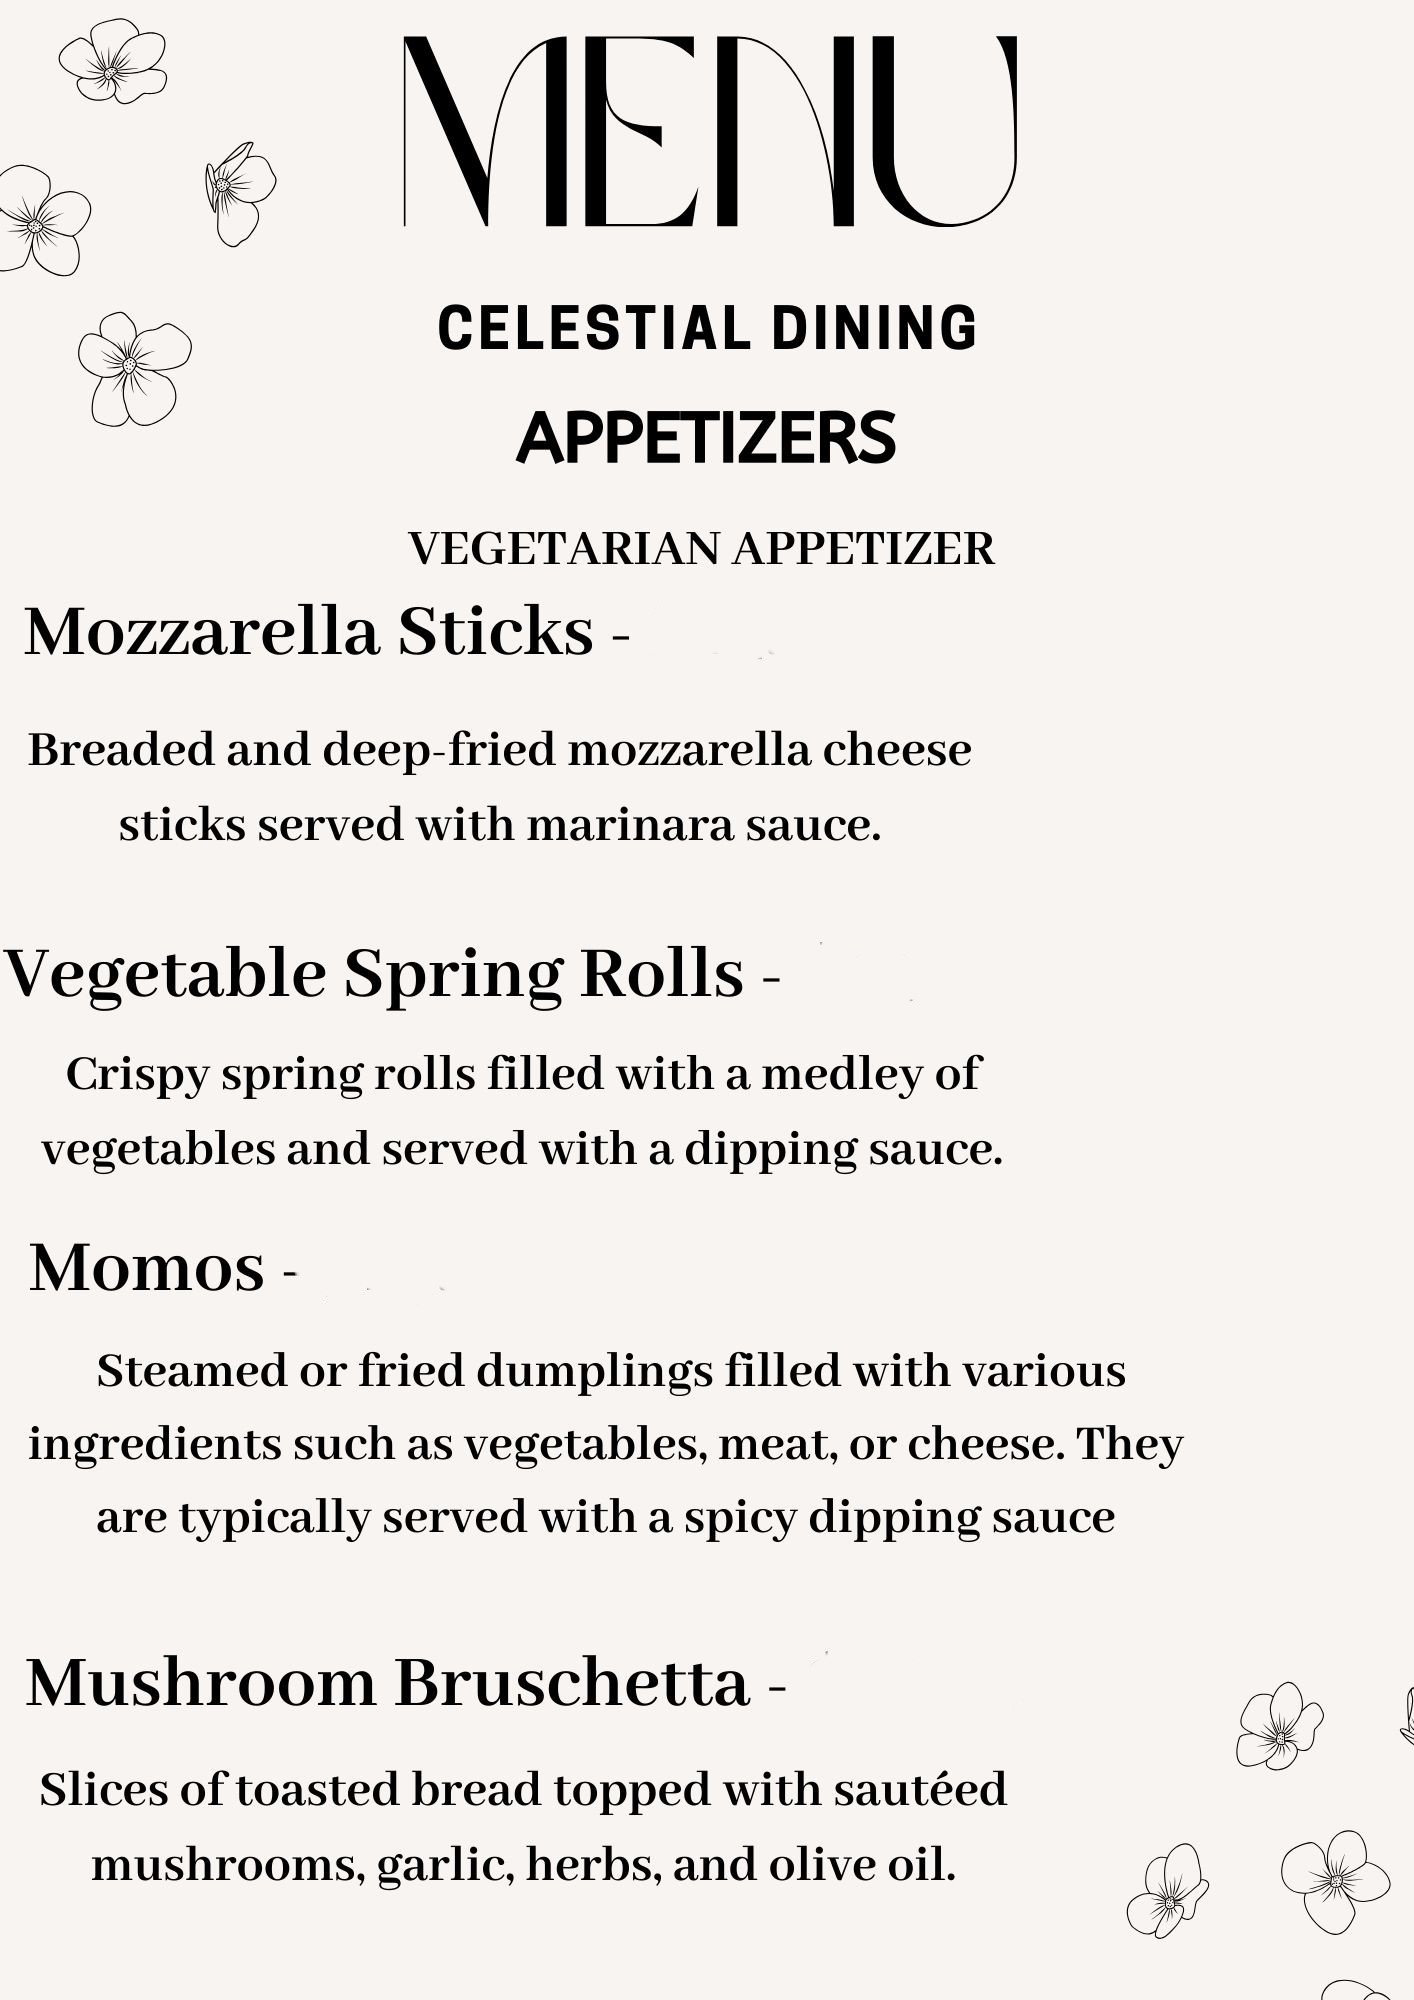 MENU
CELESTIAL DINING
APPETIZERS
VEGETARIAN APPETIZER
Mozzarella Sticks -
Breaded and deep-fried mozzarella cheese
sticks served with marinara sauce.
Vegetable Spring Rolls -
Crispy spring rolls filled with a medley of
vegetables and served with a dipping sauce.
Momos -
Steamed or fried dumplings filled with various
ingredients such as vegetables, meat, or cheese. They
are typically served with a spicy dipping sauce
Mushroom Bruschetta -
Slices of toasted bread topped with sautéed
mushrooms, garlic, herbs, and olive oil.